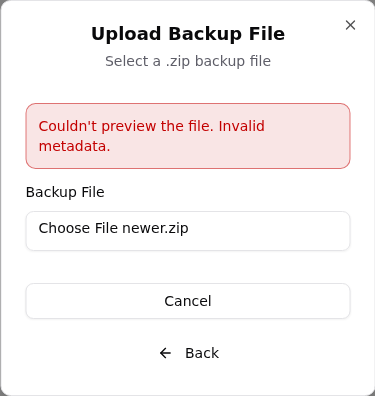 Upload Backup File
Select a .zip backup file
Couldn't preview the file. Invalid
metadata.
Backup File
Choose File newer.zip
Cancel
Back